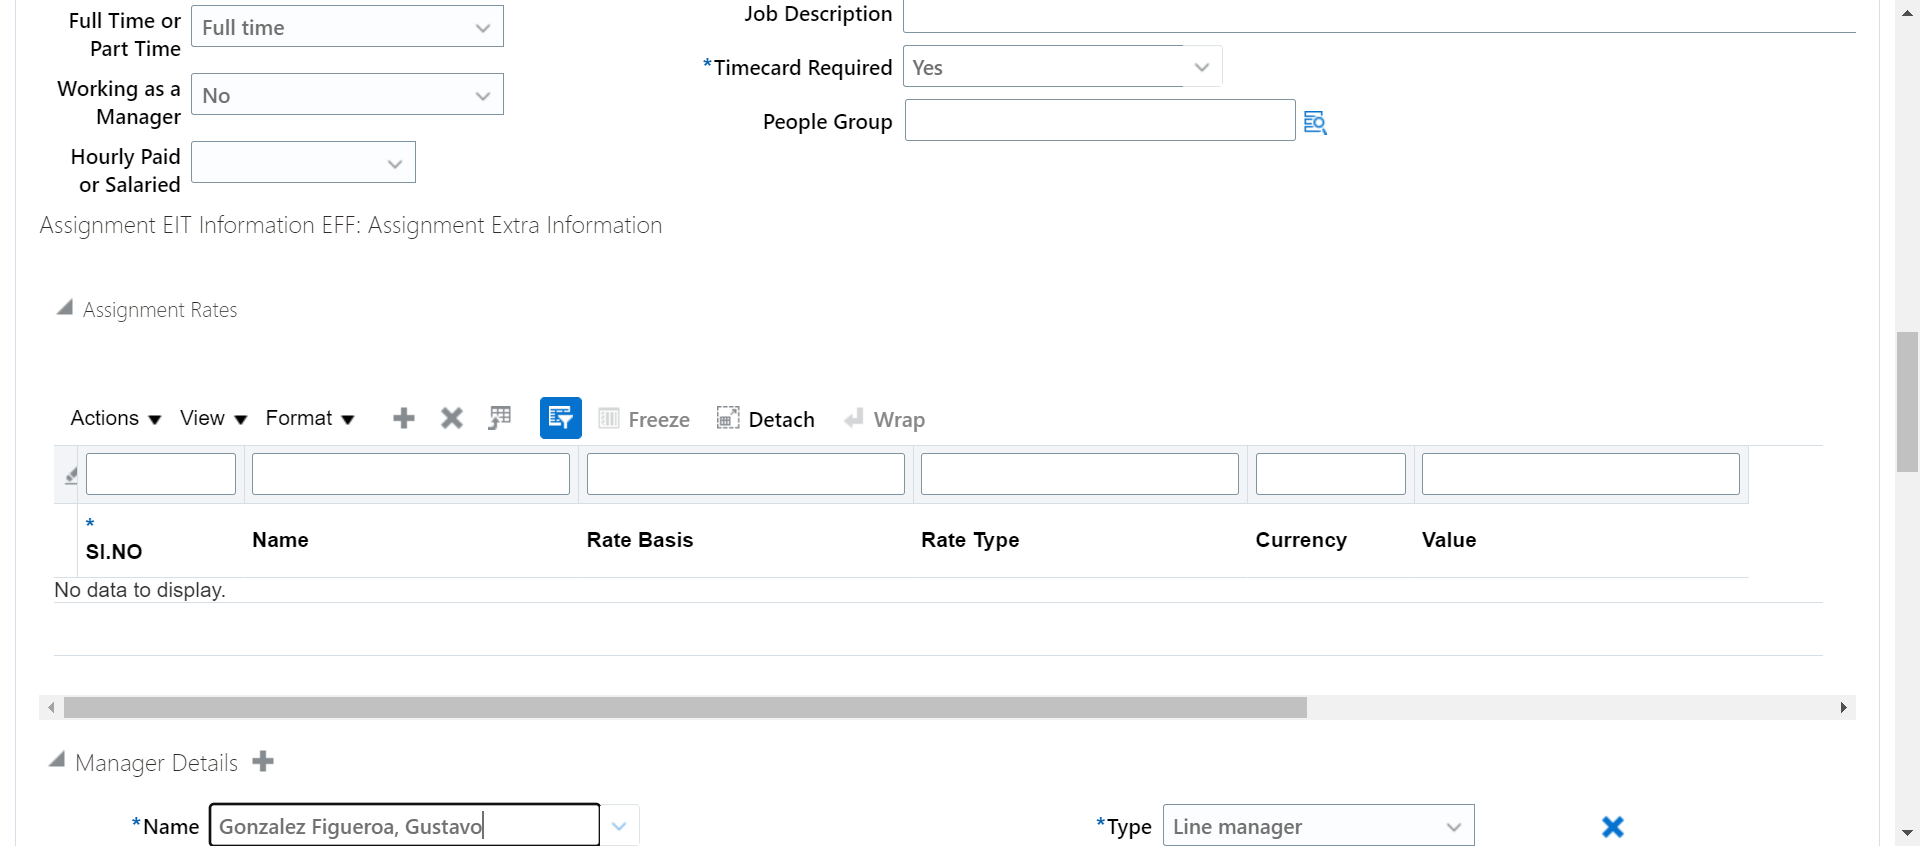 Full Time or
Part Time
Full time
Working as a
Manager
No
Hourly Paid
or Salaried
Job Description
*Timecard Required
Yes
People Group
Assignment EIT Information EFF: Assignment Extra Information
Assignment Rates
Actions View Format Freeze Detach Wrap
*
SI.NO
Name
Rate Basis
Rate Type
Currency
Value
No data to display.
Manager Details
*Name Gonzalez Figueroa, Gustavo
*Type Line manager